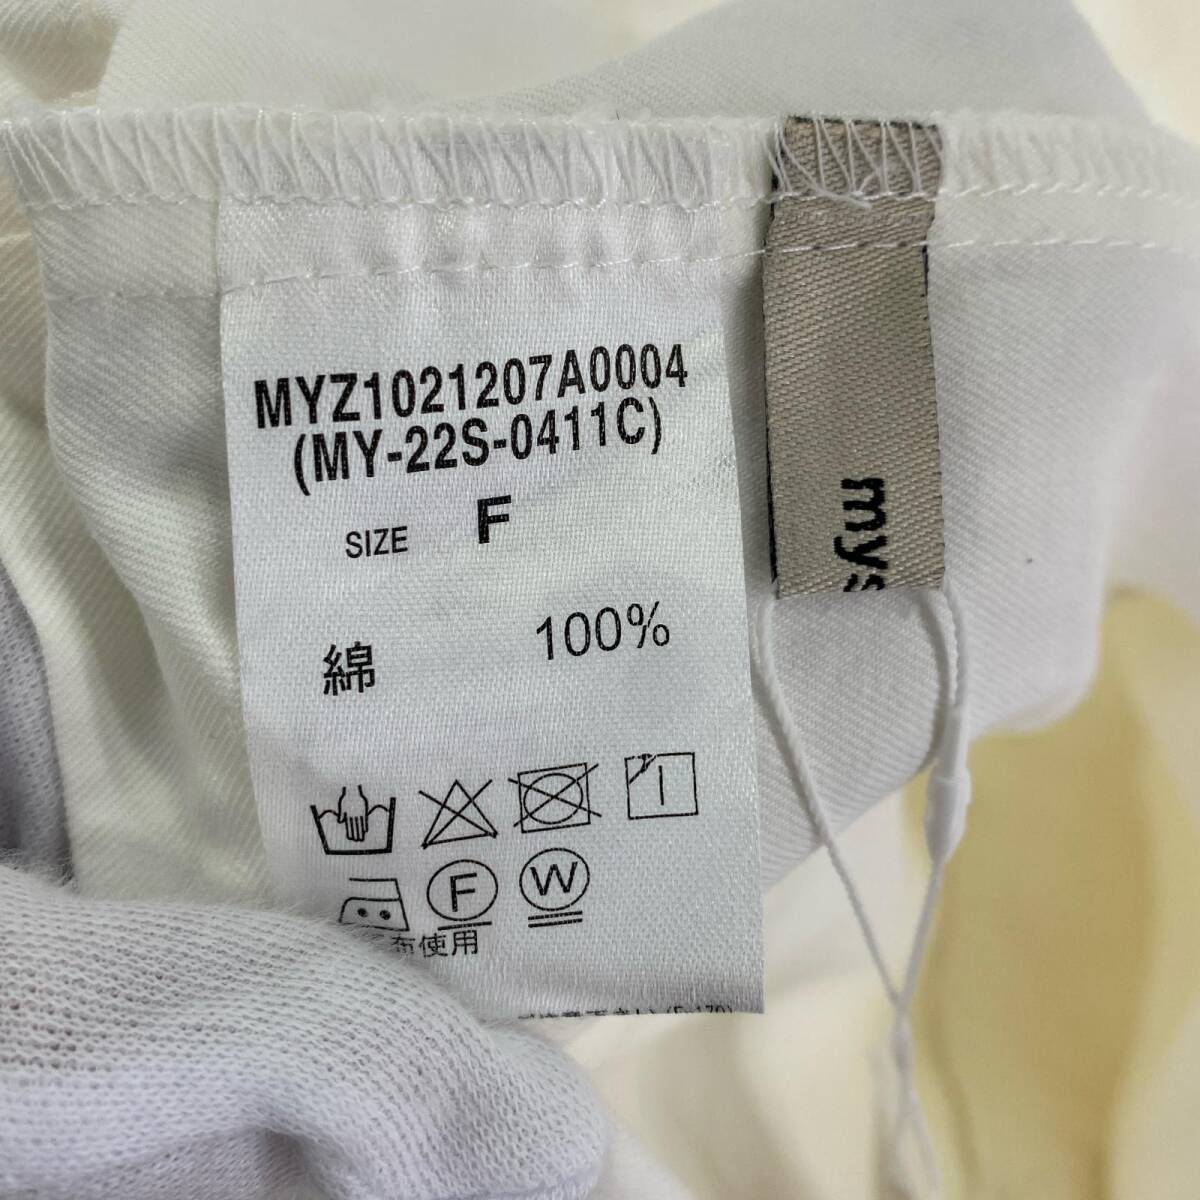 MYZ1021207A0004
(MY-22S-0411C)
SIZE F
綿 100%
F W
布使用
mys